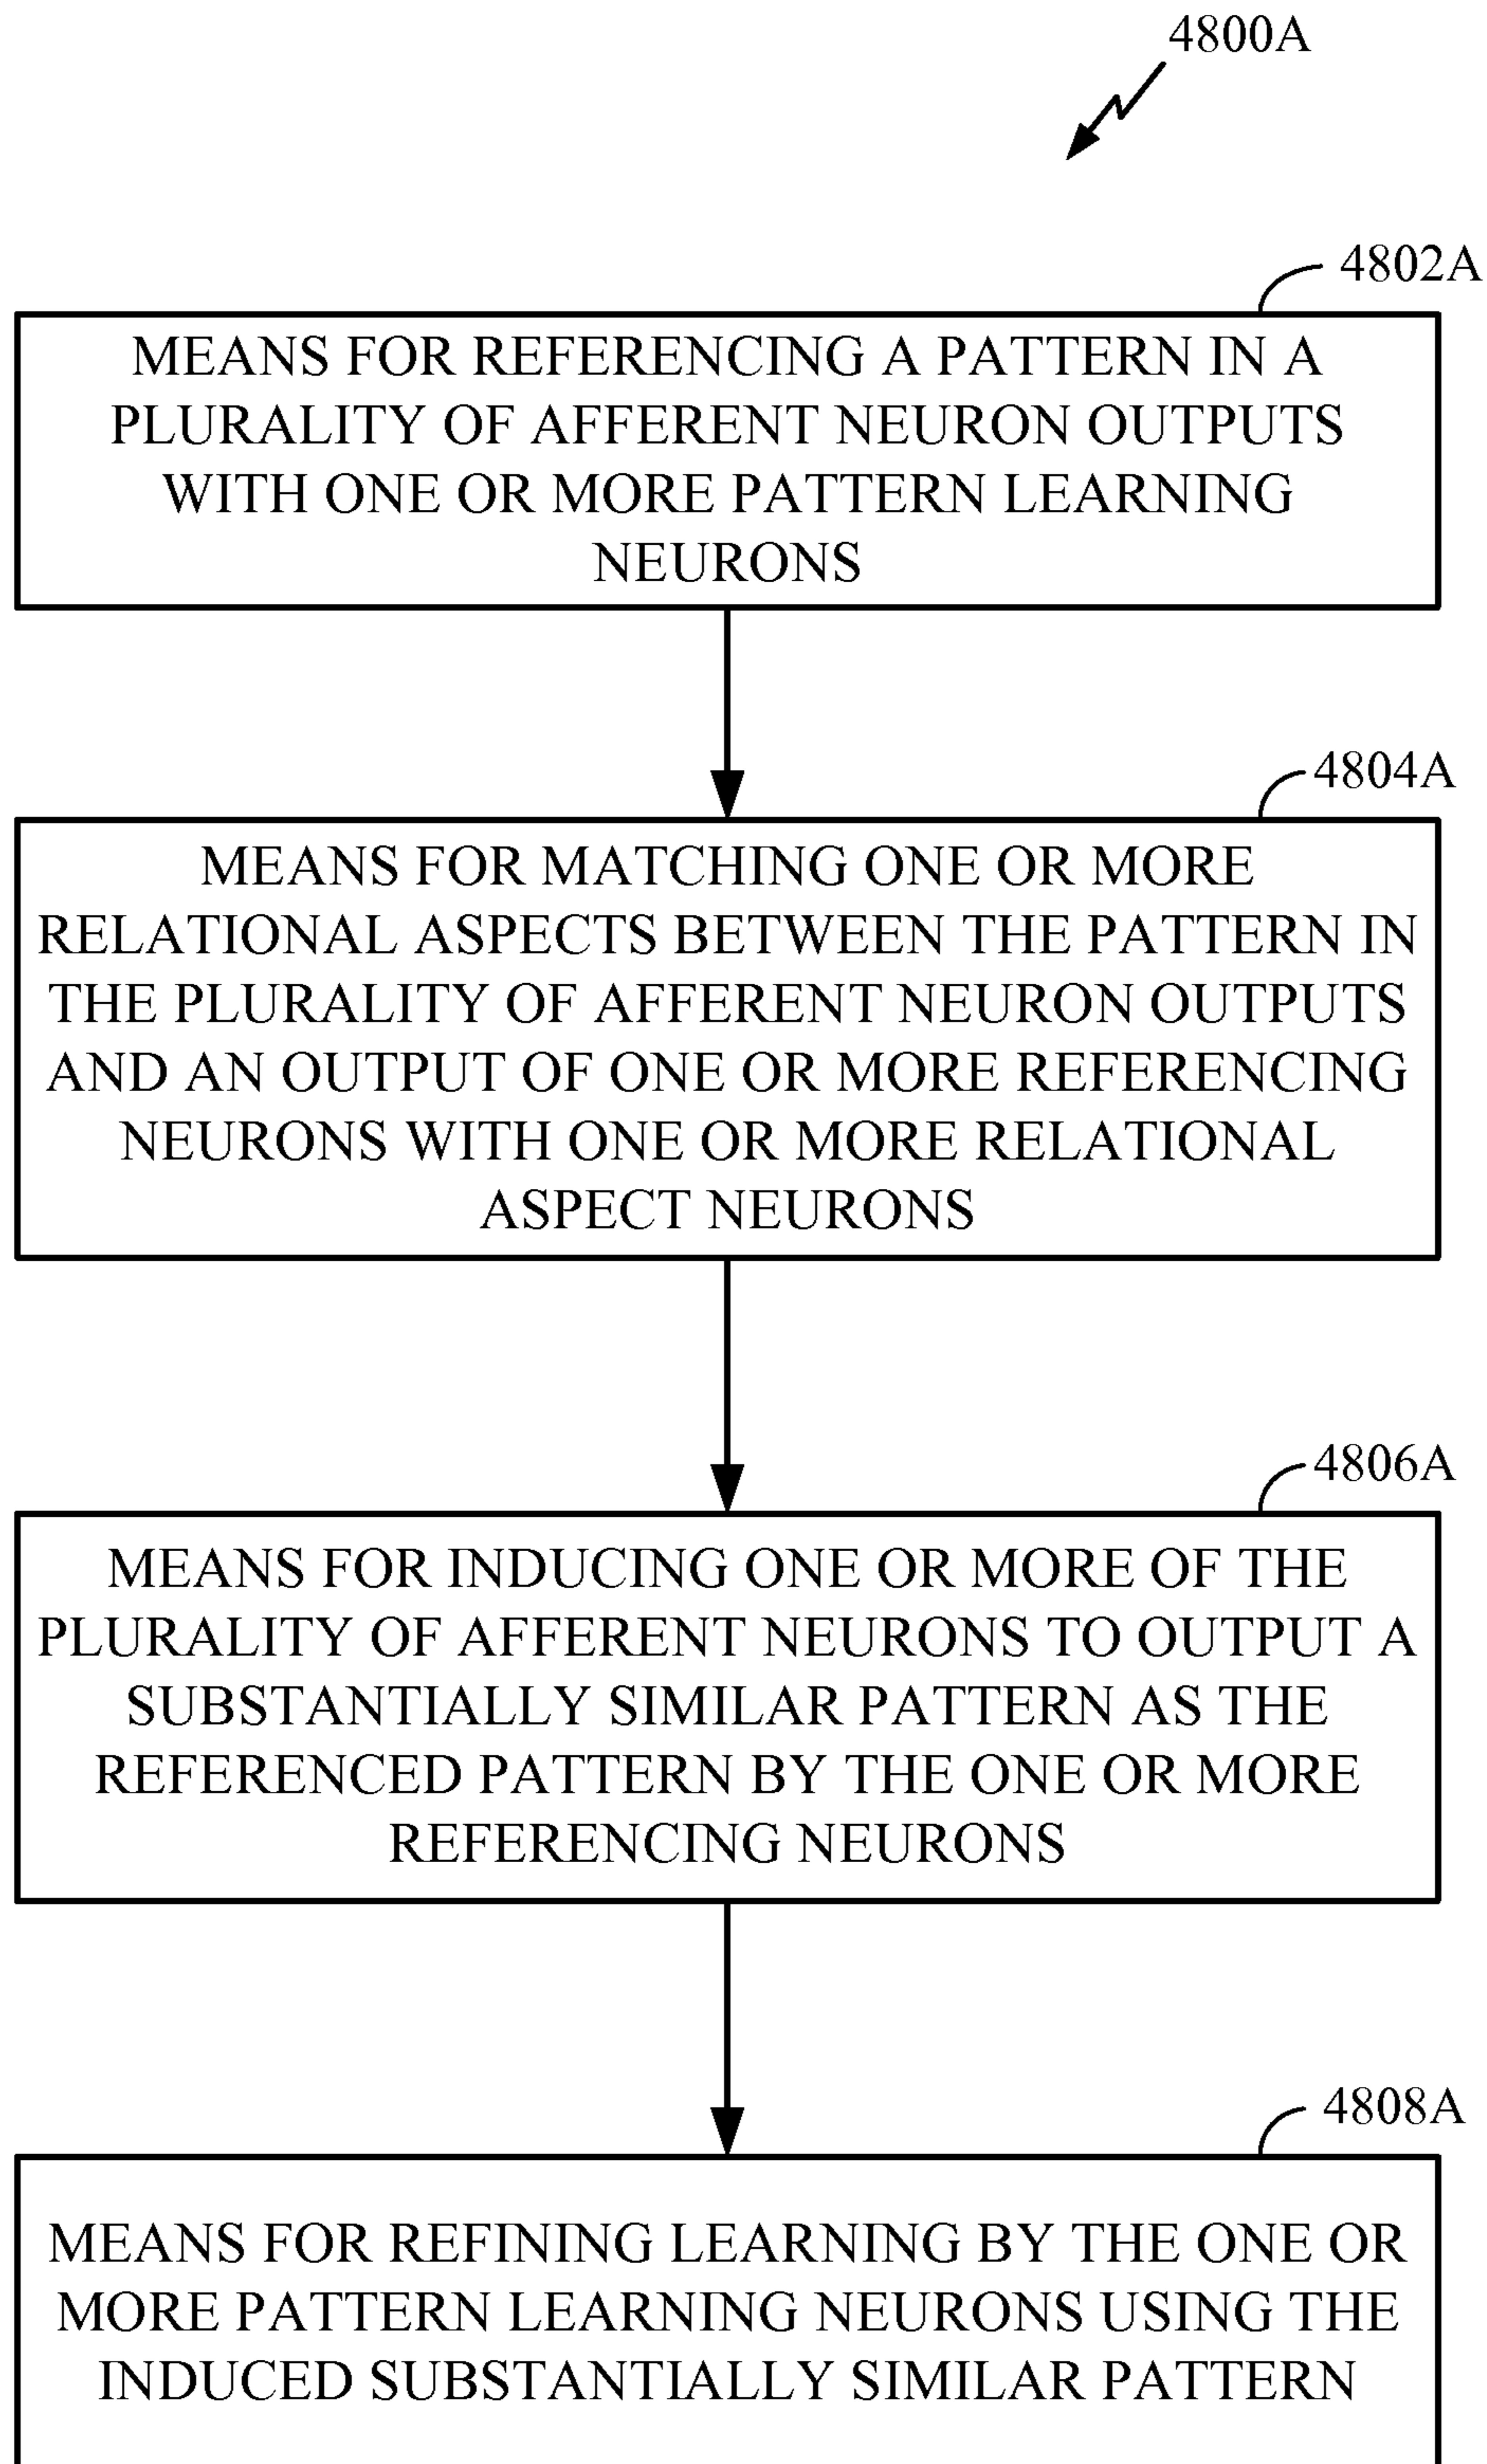 4800A
4802A
MEANS FOR REFERENCING A PATTERN IN A
PLURALITY OF AFFERENT NEURON OUTPUTS
WITH ONE OR MORE PATTERN LEARNING
NEURONS
4804A
MEANS FOR MATCHING ONE OR MORE
RELATIONAL ASPECTS BETWEEN THE PATTERN IN
THE PLURALITY OF AFFERENT NEURON OUTPUTS
AND AN OUTPUT OF ONE OR MORE REFERENCING
NEURONS WITH ONE OR MORE RELATIONAL
ASPECT NEURONS
4806A
MEANS FOR INDUCING ONE OR MORE OF THE
PLURALITY OF AFFERENT NEURONS TO OUTPUT A
SUBSTANTIALLY SIMILAR PATTERN AS THE
REFERENCED PATTERN BY THE ONE OR MORE
REFERENCING NEURONS
4808A
MEANS FOR REFINING LEARNING BY THE ONE OR
MORE PATTERN LEARNING NEURONS USING THE
INDUCED SUBSTANTIALLY SIMILAR PATTERN